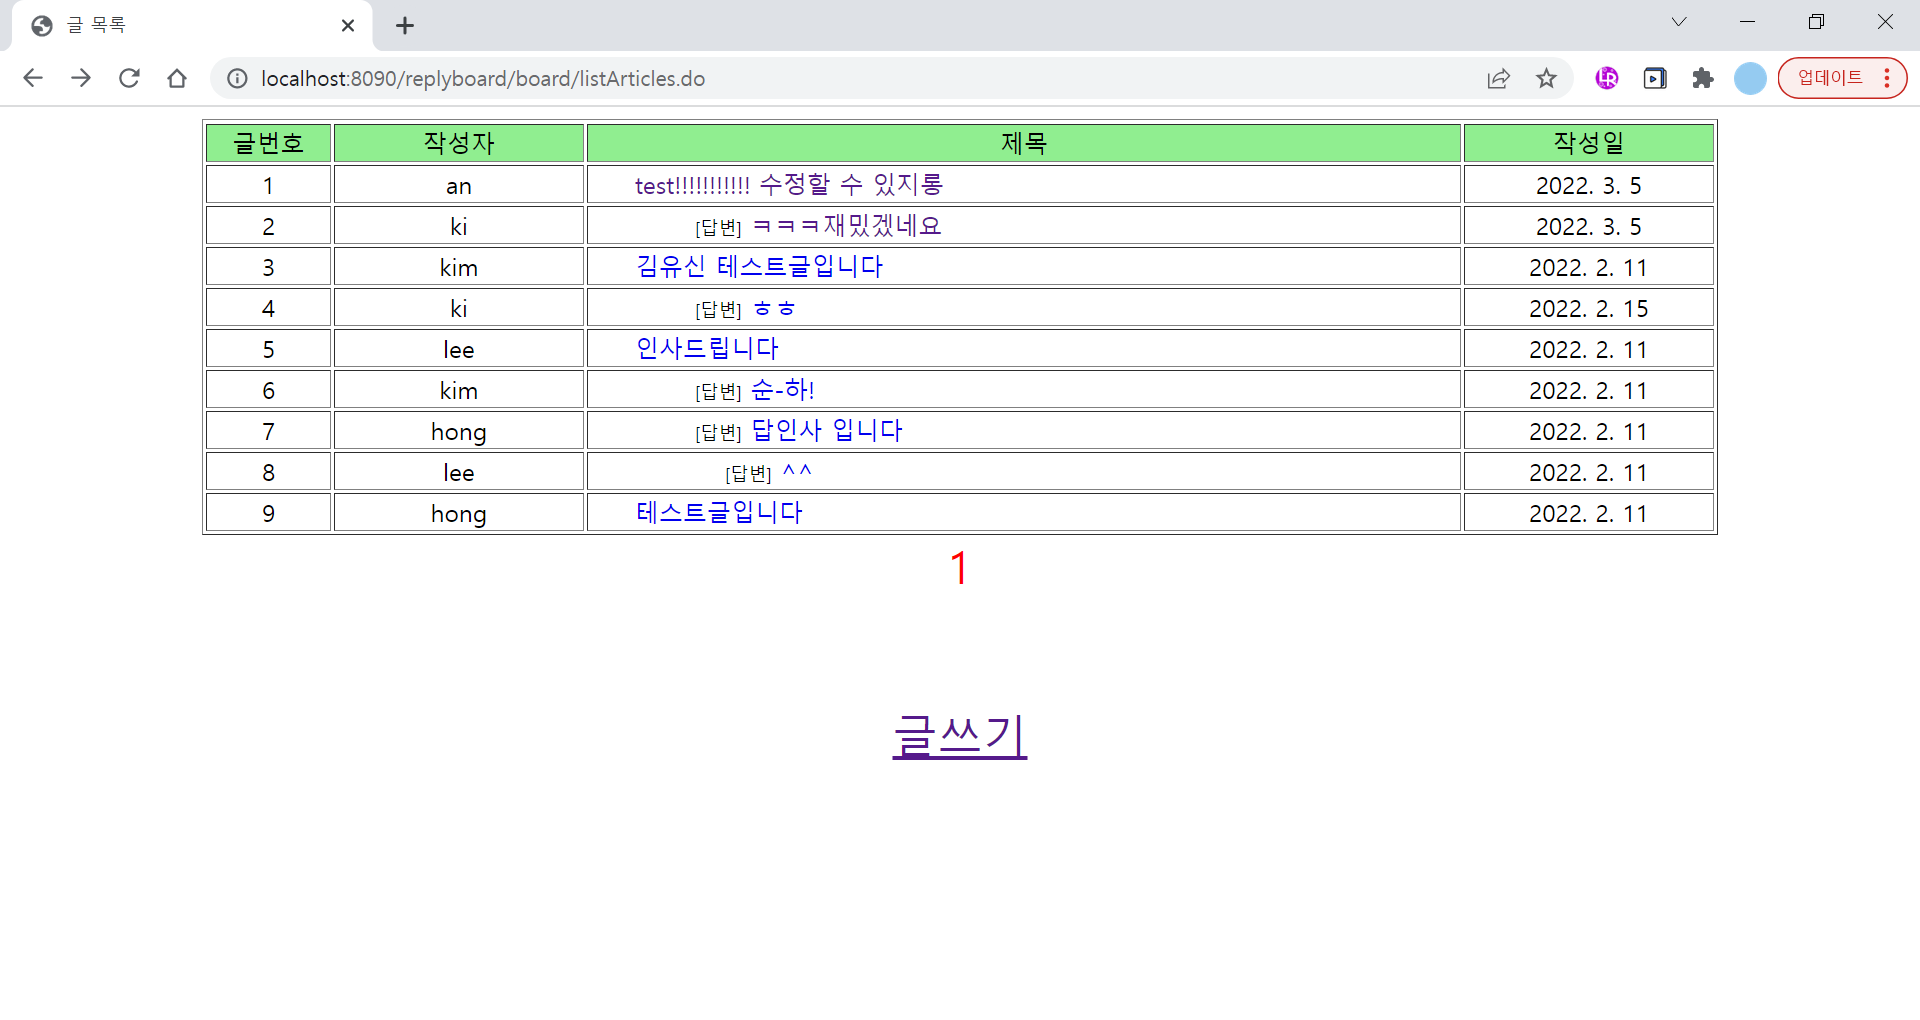 글 목록
localhost:8090/replyboard/board/listArticles.do
업데이트
글번호 작성자 제목 작성일
1 an test!!!!!!!!!!! 수정할 수 있지롱 2022. 3. 5
2 ki [답변] ㅋㅋㅋ재밌겠네요 2022. 3. 5
3 kim 김유신 테스트글입니다 2022. 2. 11
4 ki [답변] ㅎㅎ 2022. 2. 15
5 lee 인사드립니다 2022. 2. 11
6 kim [답변] 순-하! 2022. 2. 11
7 hong [답변] 답인사 입니다 2022. 2. 11
8 lee [답변] ^^ 2022. 2. 11
9 hong 테스트글입니다 2022. 2. 11
1
글쓰기